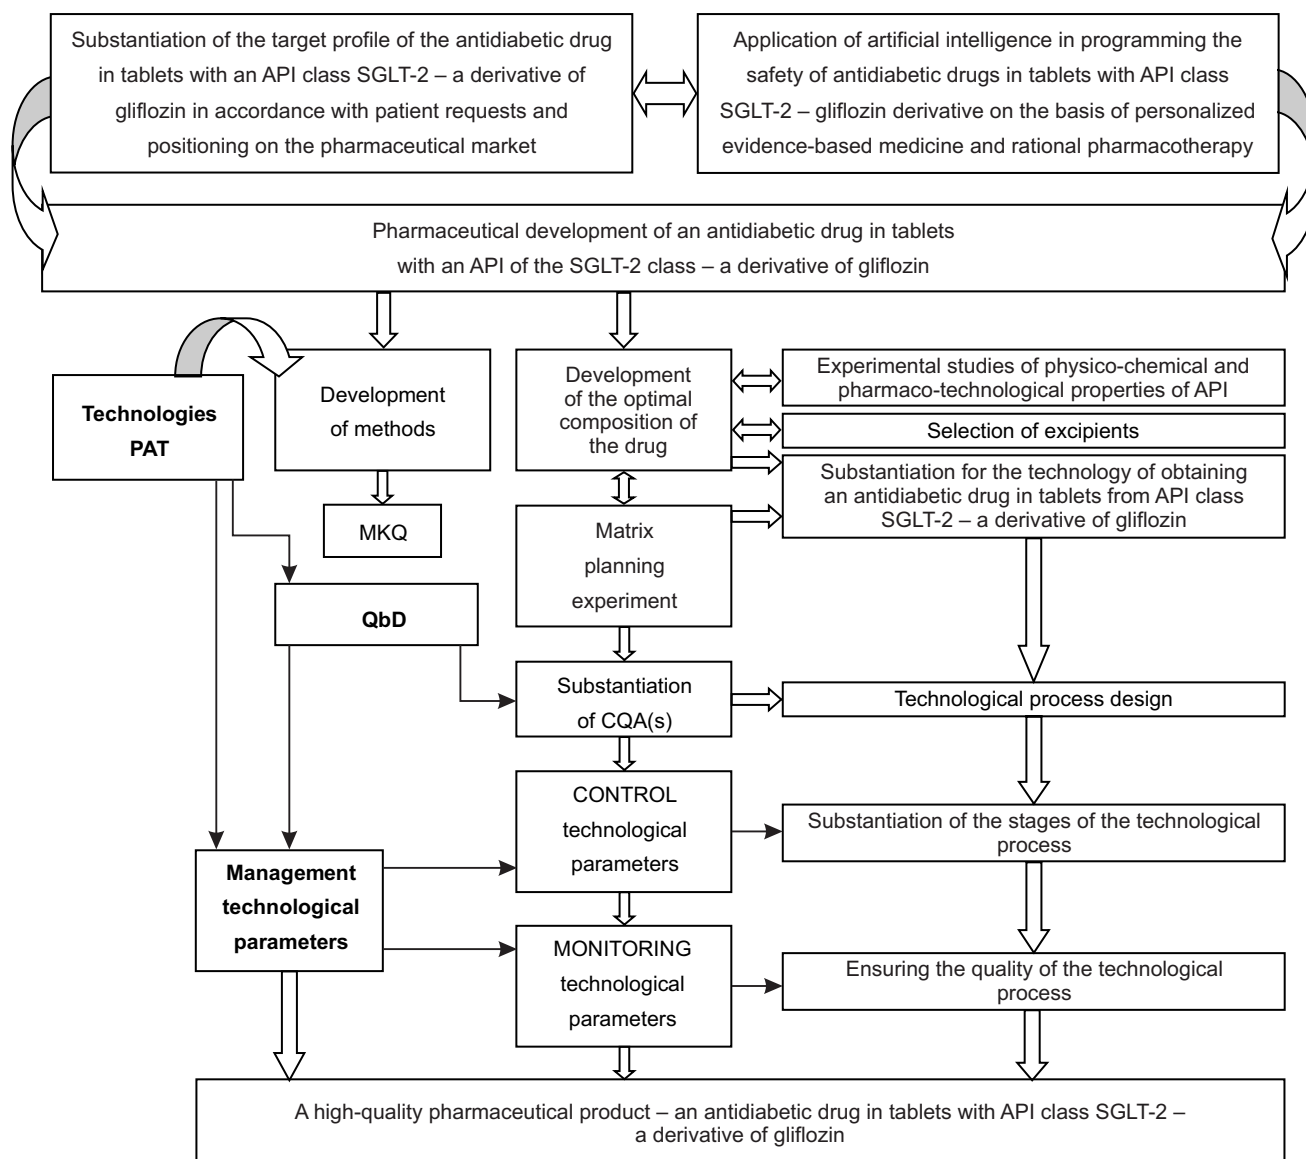 Substantiation of the target profile of the antidiabetic drug
in tablets with an API class SGLT-2 – a derivative of
gliflozin in accordance with patient requests and
positioning on the pharmaceutical market
Application of artificial intelligence in programming the
safety of antidiabetic drugs in tablets with API class
SGLT-2 – gliflozin derivative on the basis of personalized
evidence-based medicine and rational pharmacotherapy
Pharmaceutical development of an antidiabetic drug in tablets
with an API of the SGLT-2 class – a derivative of gliflozin
Technologies
PAT
Development
of methods
Development
of the optimal
composition of
the drug
Experimental studies of physico-chemical and
pharmaco-technological properties of API
Selection of excipients
Substantiation for the technology of obtaining
an antidiabetic drug in tablets from API class
SGLT-2 – a derivative of gliflozin
MKQ
Matrix
planning
experiment
QbD
Substantiation
of CQA(s)
Technological process design
CONTROL
technological
parameters
Substantiation of the stages of the technological
process
Management
technological
parameters
MONITORING
technological
parameters
Ensuring the quality of the technological
process
A high-quality pharmaceutical product – an antidiabetic drug in tablets with API class SGLT-2 –
a derivative of gliflozin